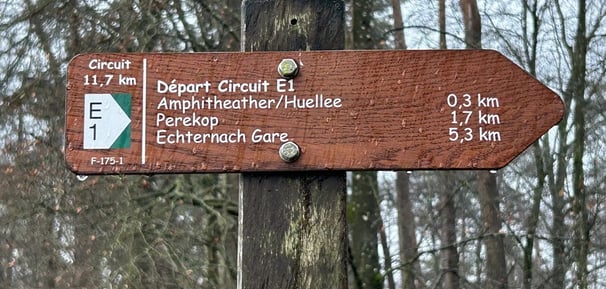 Circuit
11,7 km
E
1
F-175-1
Départ Circuit E1
Amphitheather/Huellee 0,3 km
Perekop 1,7 km
Echternach Gare 5,3 km